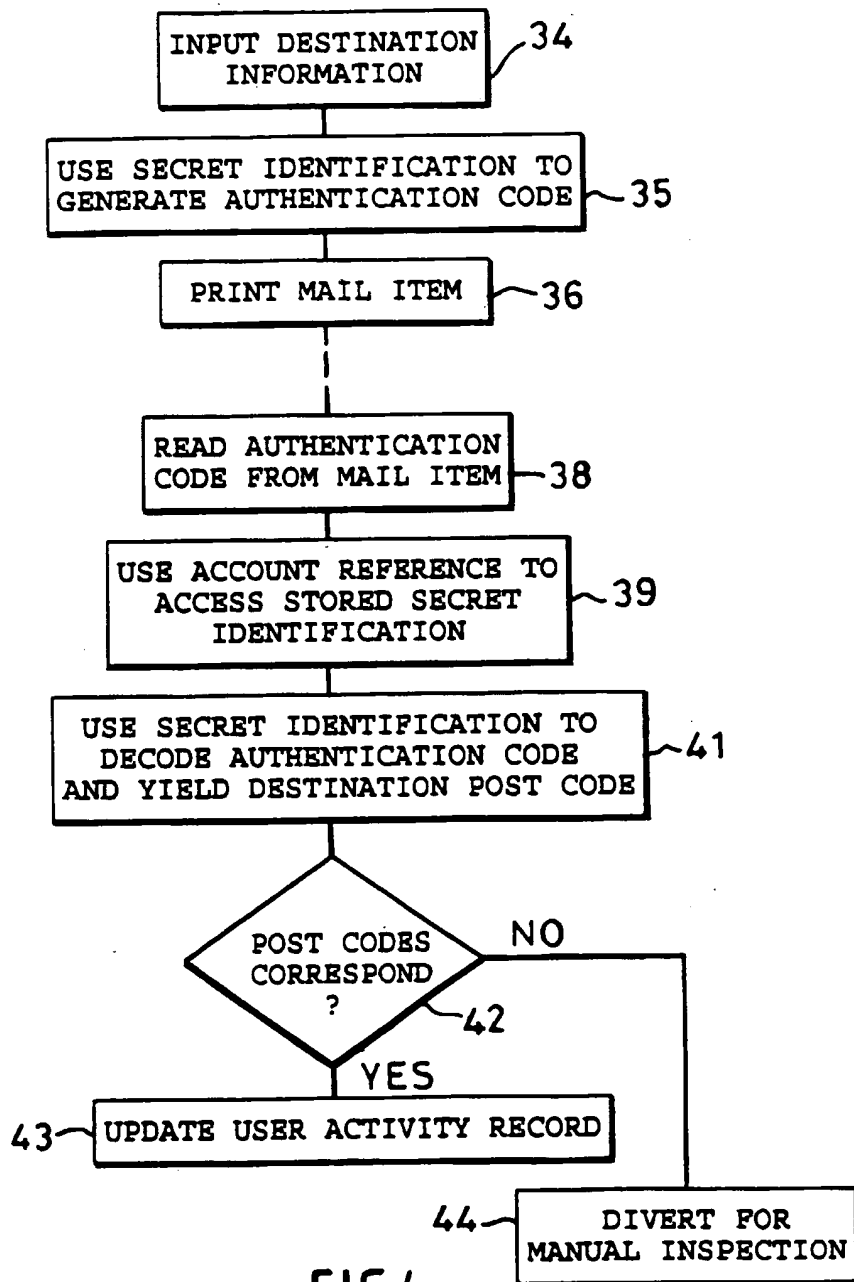 INPUT DESTINATION
INFORMATION
34
USE SECRET IDENTIFICATION TO
GENERATE AUTHENTICATION CODE
35
PRINT MAIL ITEM
36
READ AUTHENTICATION
CODE FROM MAIL ITEM
38
USE ACCOUNT REFERENCE TO
ACCESS STORED SECRET
IDENTIFICATION
39
USE SECRET IDENTIFICATION TO
DECODE AUTHENTICATION CODE
AND YIELD DESTINATION POST CODE
41
POST CODES
CORRESPOND
?
42
NO
YES
43
UPDATE USER ACTIVITY RECORD
44
DIVERT FOR
MANUAL INSPECTION